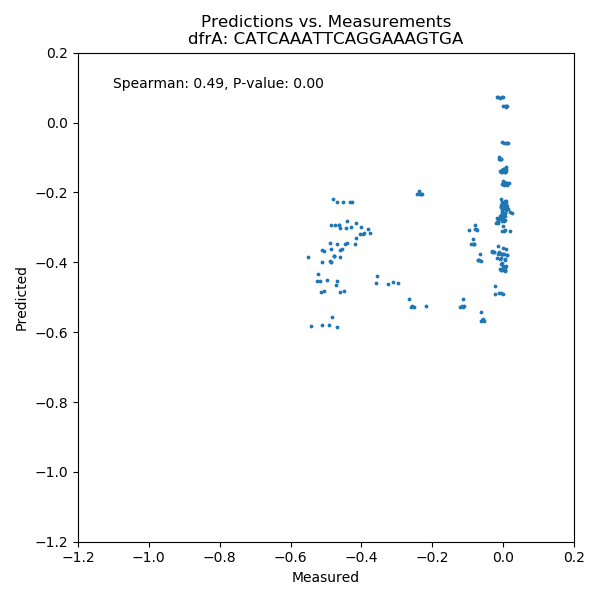 Predictions vs. Measurements
dfrA: CATCAAATTCAGGAAAGTGA
Spearman: 0.49, P-value: 0.00
0.2
0.0
−0.2
−0.4
−0.6
−0.8
−1.0
−1.2
Predicted
−1.2 −1.0 −0.8 −0.6 −0.4 −0.2 0.0 0.2
Measured